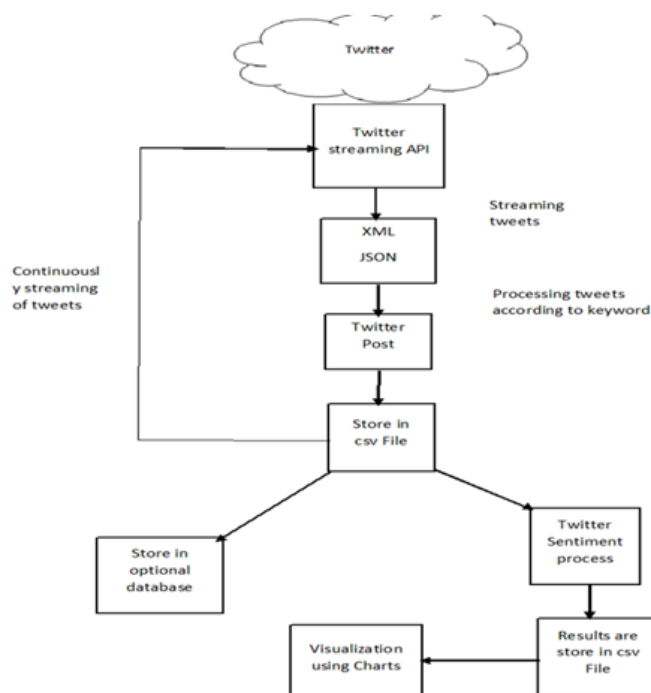 Twitter
Twitter
streaming API
Streaming
tweets
XML
JSON
Continuousl
y streaming
of tweets
Processing tweets
according to keyword
Twitter
Post
Store in
csv File
Twitter
Sentiment
process
Store in
optional
database
Results are
store in csv
File
Visualization
using Charts